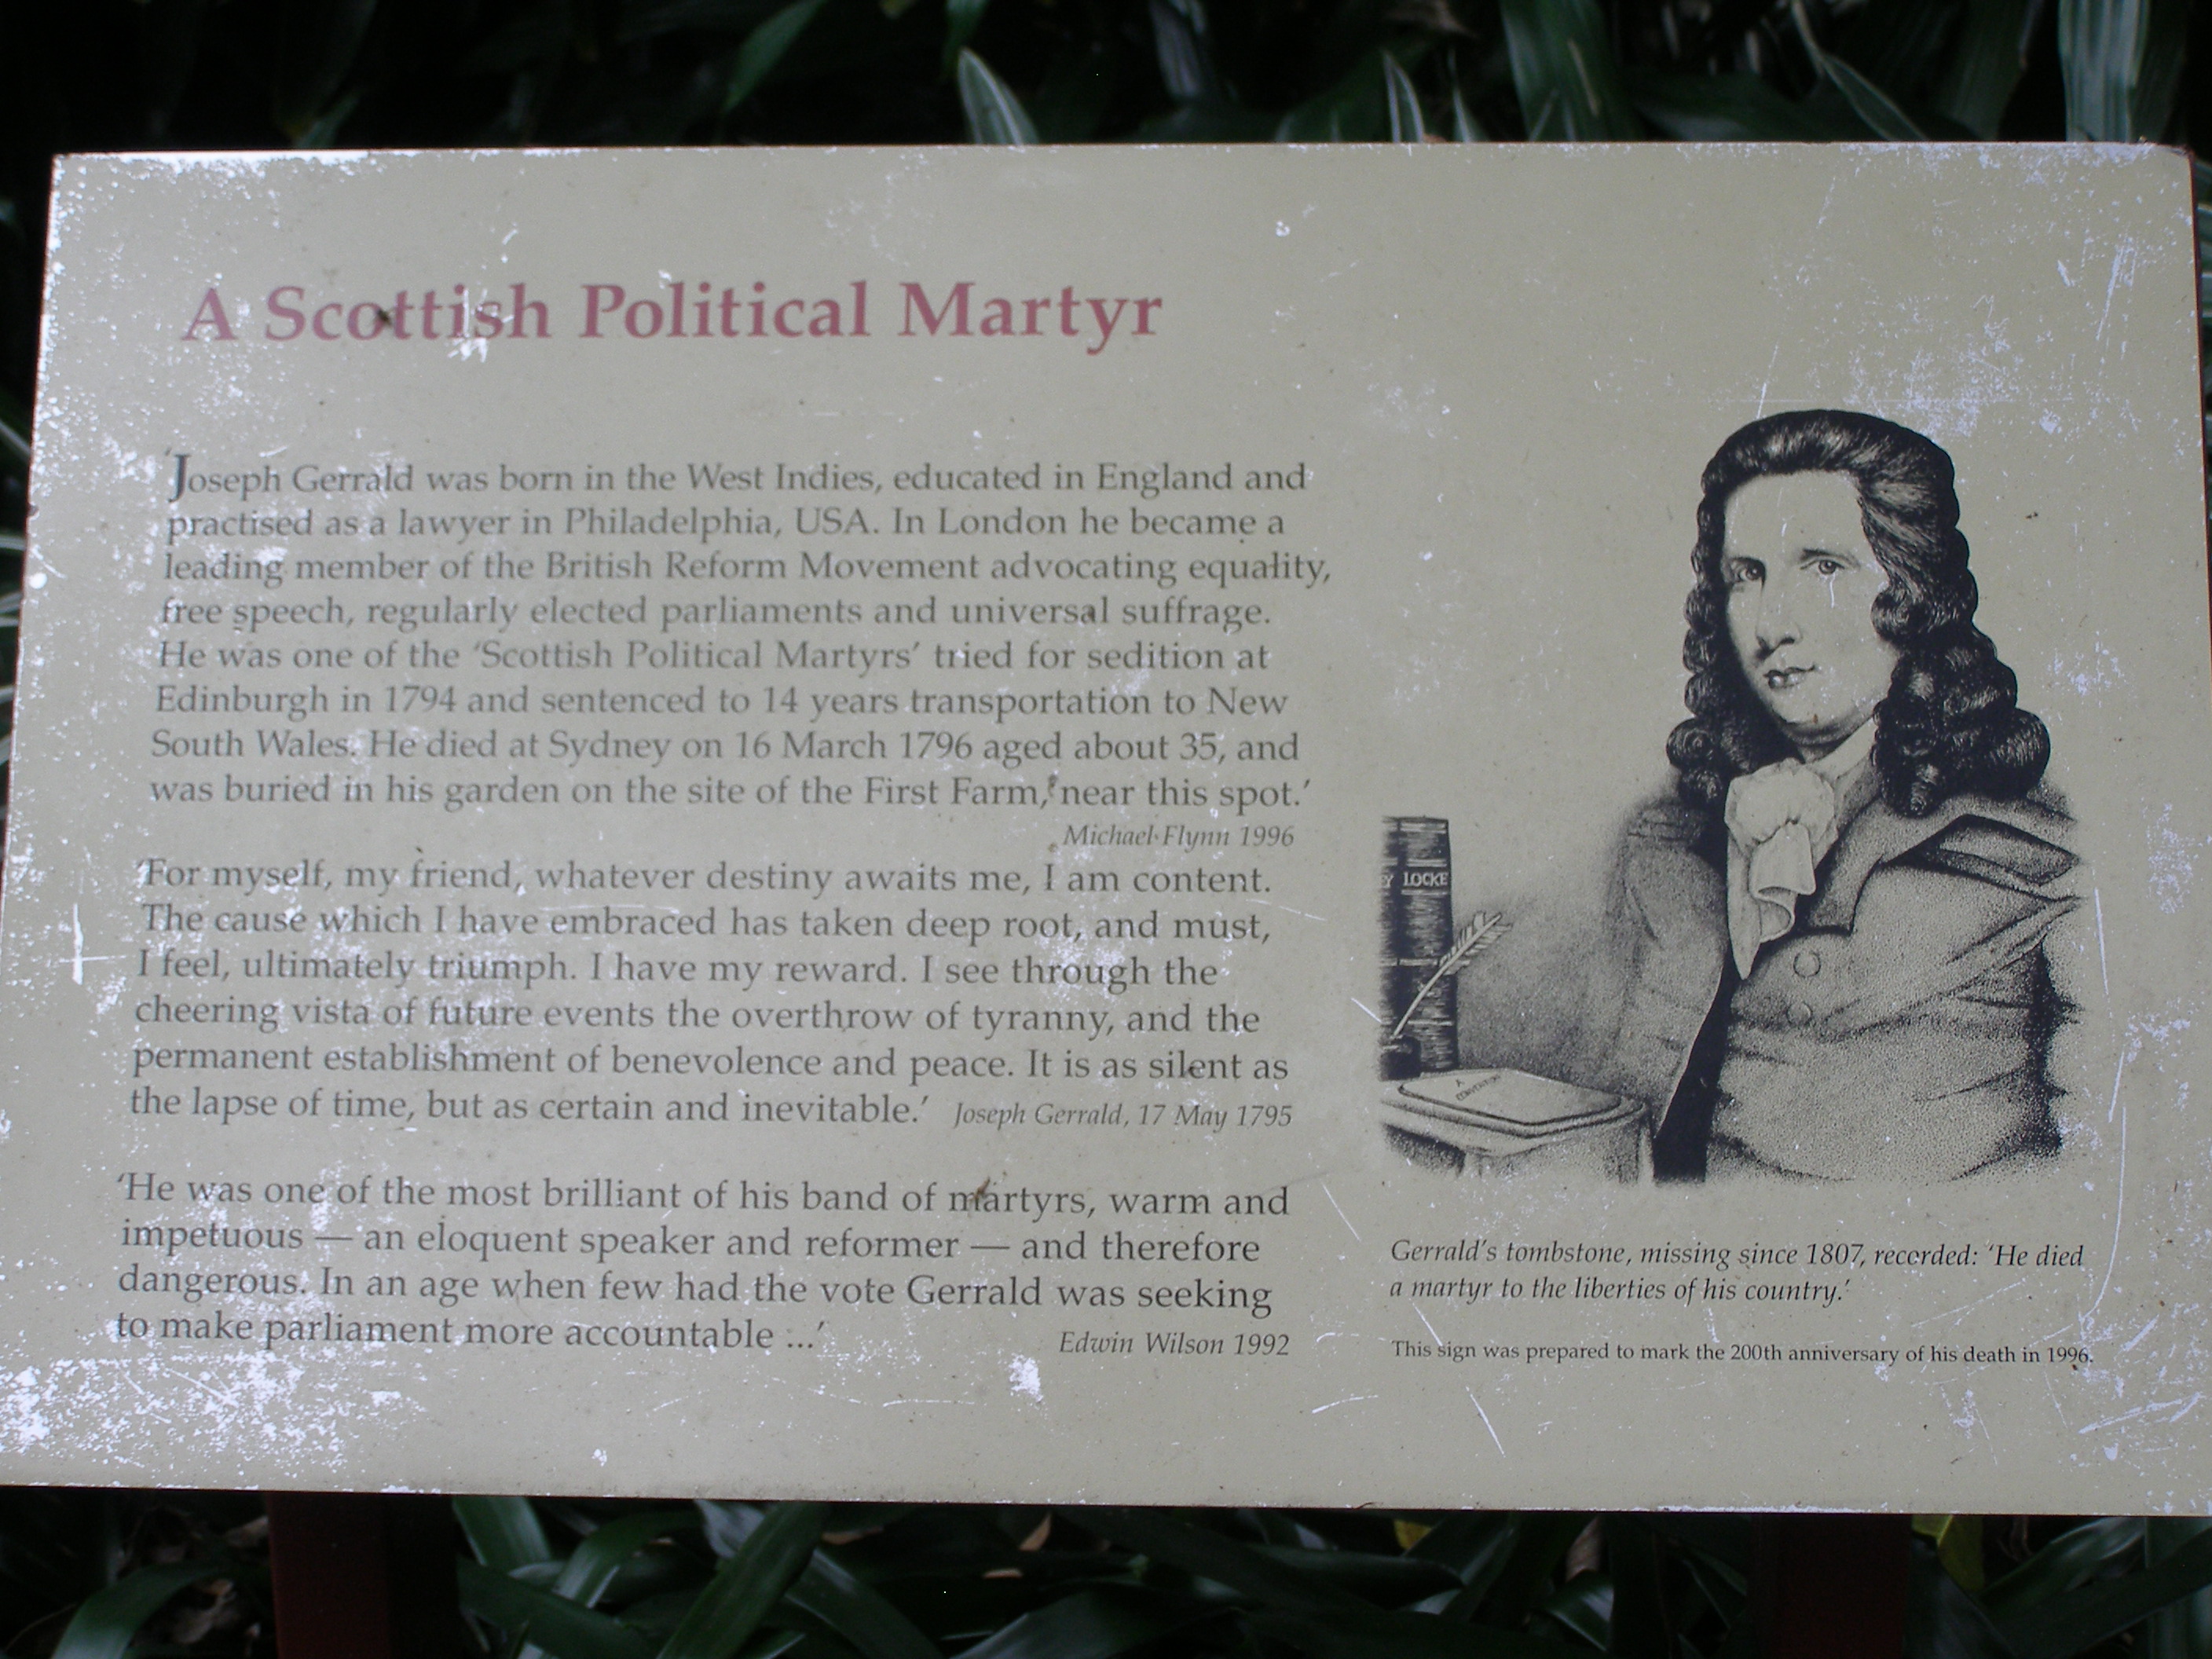 A Scottish Political Martyr
‘Joseph Gerrald was born in the West Indies, educated in England and
practised as a lawyer in Philadelphia, USA. In London he became a
leading member of the British Reform Movement advocating equality,
free speech, regularly elected parliaments and universal suffrage.
He was one of the ‘Scottish Political Martyrs’ tried for sedition at
Edinburgh in 1794 and sentenced to 14 years transportation to New
South Wales. He died at Sydney on 16 March 1796 aged about 35, and
was buried in his garden on the site of the First Farm, near this spot.’
Michael Flynn 1996
‘For myself, my friend, whatever destiny awaits me, I am content.
The cause which I have embraced has taken deep root, and must,
I feel, ultimately triumph. I have my reward. I see through the
cheering vista of future events the overthrow of tyranny, and the
permanent establishment of benevolence and peace. It is as silent as
the lapse of time, but as certain and inevitable.’ Joseph Gerrald, 17 May 1795
‘He was one of the most brilliant of his band of martyrs, warm and
impetuous — an eloquent speaker and reformer — and therefore
dangerous. In an age when few had the vote Gerrald was seeking
to make parliament more accountable ...’ Edwin Wilson 1992
Y LOCKE
A
CONVENTION
Gerrald's tombstone, missing since 1807, recorded: ‘He died
a martyr to the liberties of his country.’
This sign was prepared to mark the 200th anniversary of his death in 1996.